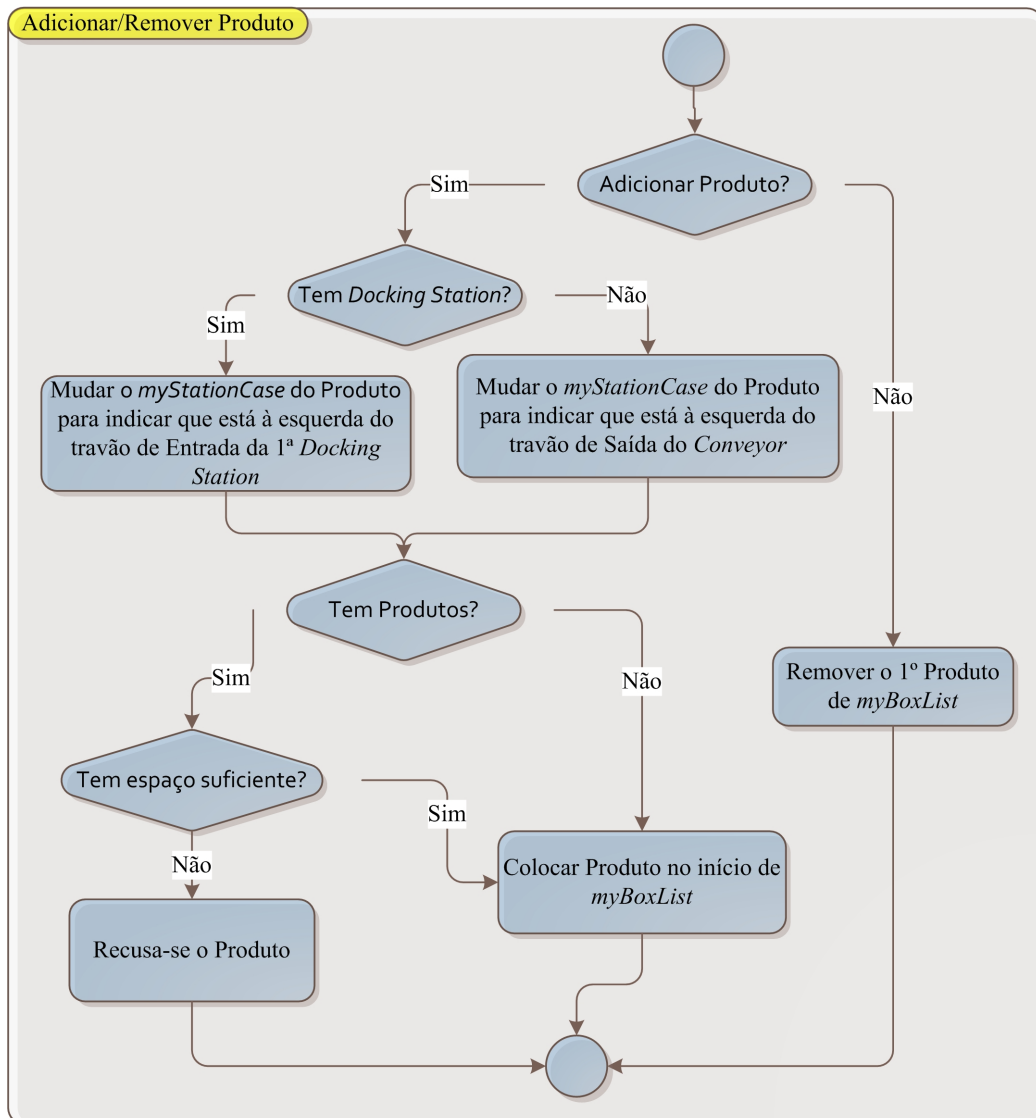 Adicionar/Remover Produto
Adicionar Produto?
Sim
Tem Docking Station?
Não
Sim
Mudar o myStationCase do Produto
para indicar que está à esquerda do
travão de Entrada da 1ª Docking
Station
Mudar o myStationCase do Produto
para indicar que está à esquerda do
travão de Saída do Conveyor
Não
Tem Produtos?
Sim
Não
Remover o 1º Produto
de myBoxList
Tem espaço suficiente?
Sim
Não
Colocar Produto no início de
myBoxList
Recusa-se o Produto